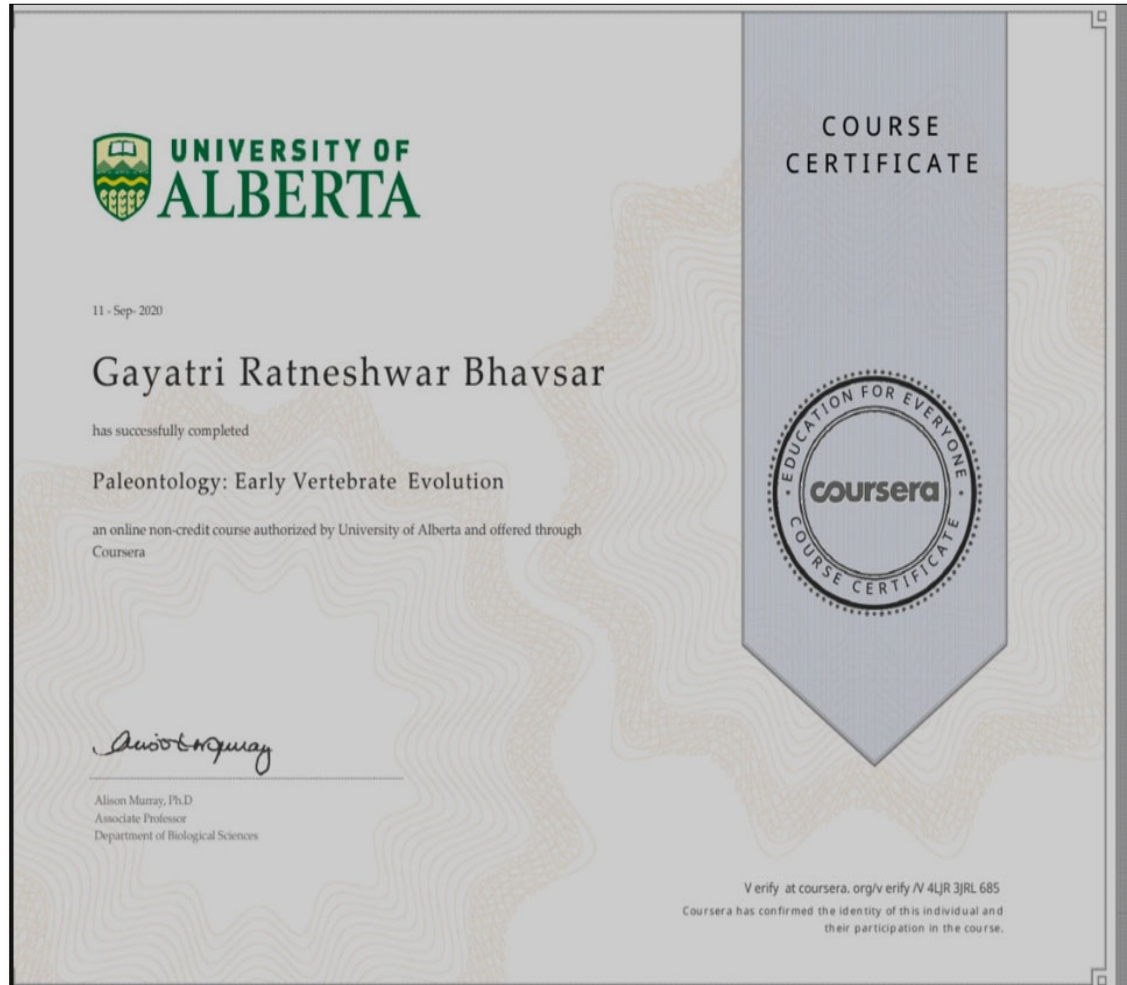 UNIVERSITY OF
ALBERTA
COURSE
CERTIFICATE
11 - Sep- 2020
Gayatri Ratneshwar Bhavsar
has successfully completed
Paleontology: Early Vertebrate Evolution
an online non-credit course authorized by University of Alberta and offered through
Coursera
EDUCATION FOR EVERYONE
coursera
COURSE CERTIFICATE
Alison Murray, Ph.D
Associate Professor
Department of Biological Sciences
V erify at coursera. org/v erify /V 4LJR 3JRL 685
Coursera has confirmed the identity of this individual and
their participation in the course.